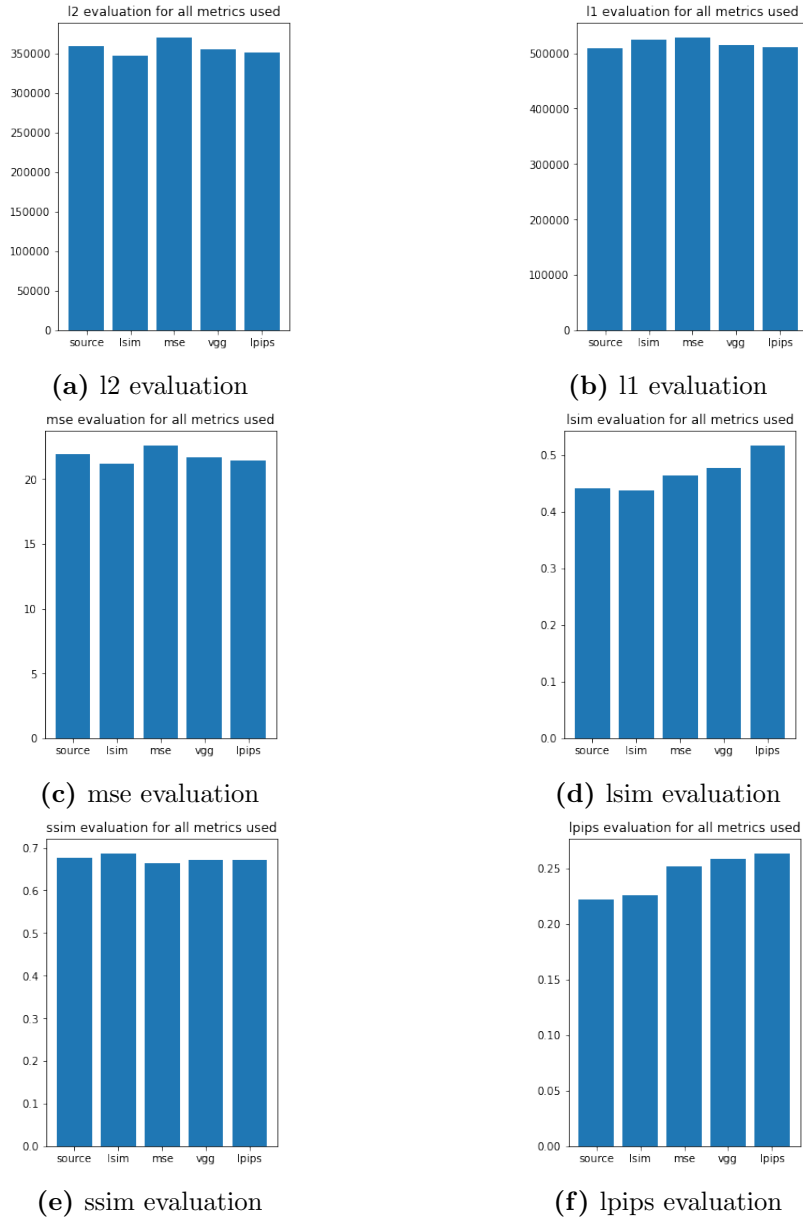 l2 evaluation for all metrics used
350000
300000
250000
200000
150000
100000
50000
0
source lsim mse vgg lpips
(a) l2 evaluation
l1 evaluation for all metrics used
500000
400000
300000
200000
100000
0
source lsim mse vgg lpips
(b) l1 evaluation
mse evaluation for all metrics used
20
15
10
5
0
source lsim mse vgg lpips
(c) mse evaluation
lsim evaluation for all metrics used
0.5
0.4
0.3
0.2
0.1
0.0
source lsim mse vgg lpips
(d) lsim evaluation
ssim evaluation for all metrics used
0.7
0.6
0.5
0.4
0.3
0.2
0.1
0.0
source lsim mse vgg lpips
(e) ssim evaluation
lpips evaluation for all metrics used
0.25
0.20
0.15
0.10
0.05
0.00
source lsim mse vgg lpips
(f) lpips evaluation